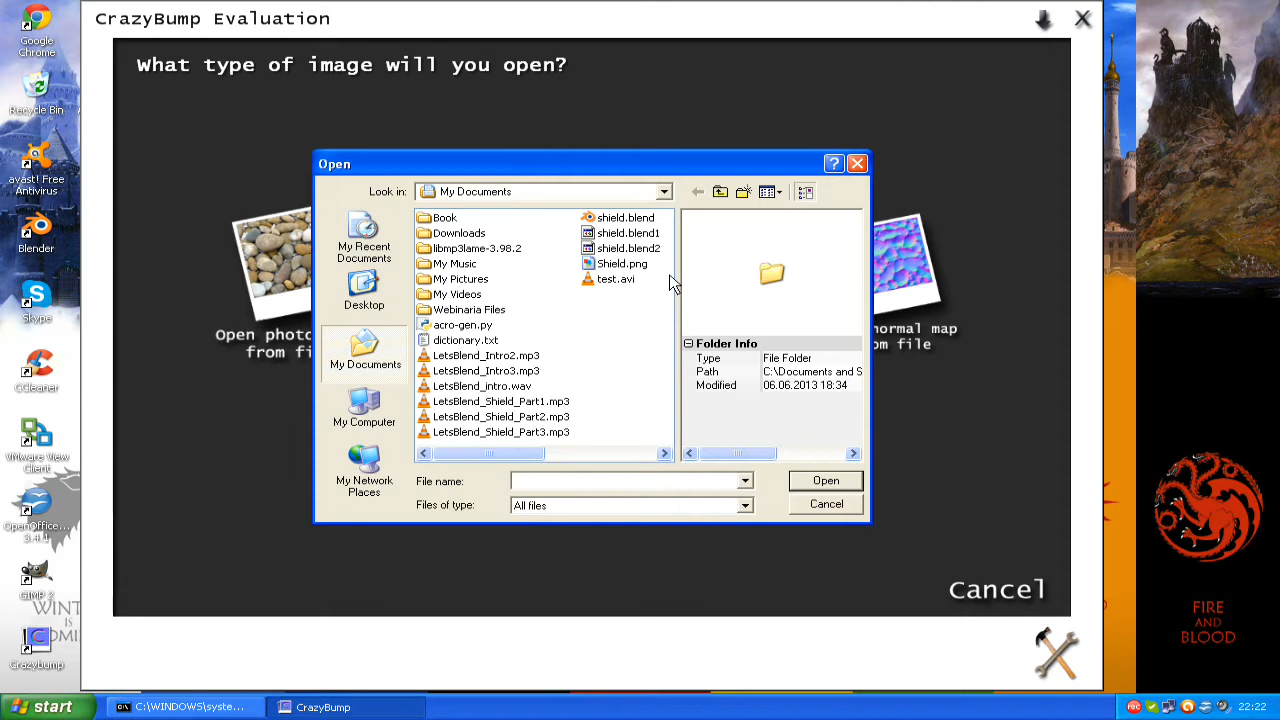 CrazyBump Evaluation
What type of image will you open?
Google
Chrome
Recycle Bin
avast! Free
Antivirus
Blender
Skype
CCleaner
VMware View
Client
OpenOffice....
3.4.1
GIMP 2
Crazybump
WINT
IS
Open
Look in:
My Documents
My Recent
Documents
Desktop
My Documents
My Computer
My Network
Places
Book
Downloads
libmp3lame-3.98.2
My Music
My Pictures
My Videos
Webinaria Files
acro-gen.py
dictionary.txt
LetsBlend_Intro2.mp3
LetsBlend_Intro3.mp3
LetsBlend_intro.wav
LetsBlend_Shield_Part1.mp3
LetsBlend_Shield_Part2.mp3
LetsBlend_Shield_Part3.mp3
shield.blend
shield.blend1
shield.blend2
Shield.png
test.avi
Folder Info
Type File Folder
Path C:\Documents and S
Modified 06.06.2013 18:34
File name:
Open
Files of type: All files
Cancel
Open photo
from fi
normal map
om file
Cancel
FIRE
AND
BLOOD
start
C:\WINDOWS\syste...
CrazyBump
rec
22:22